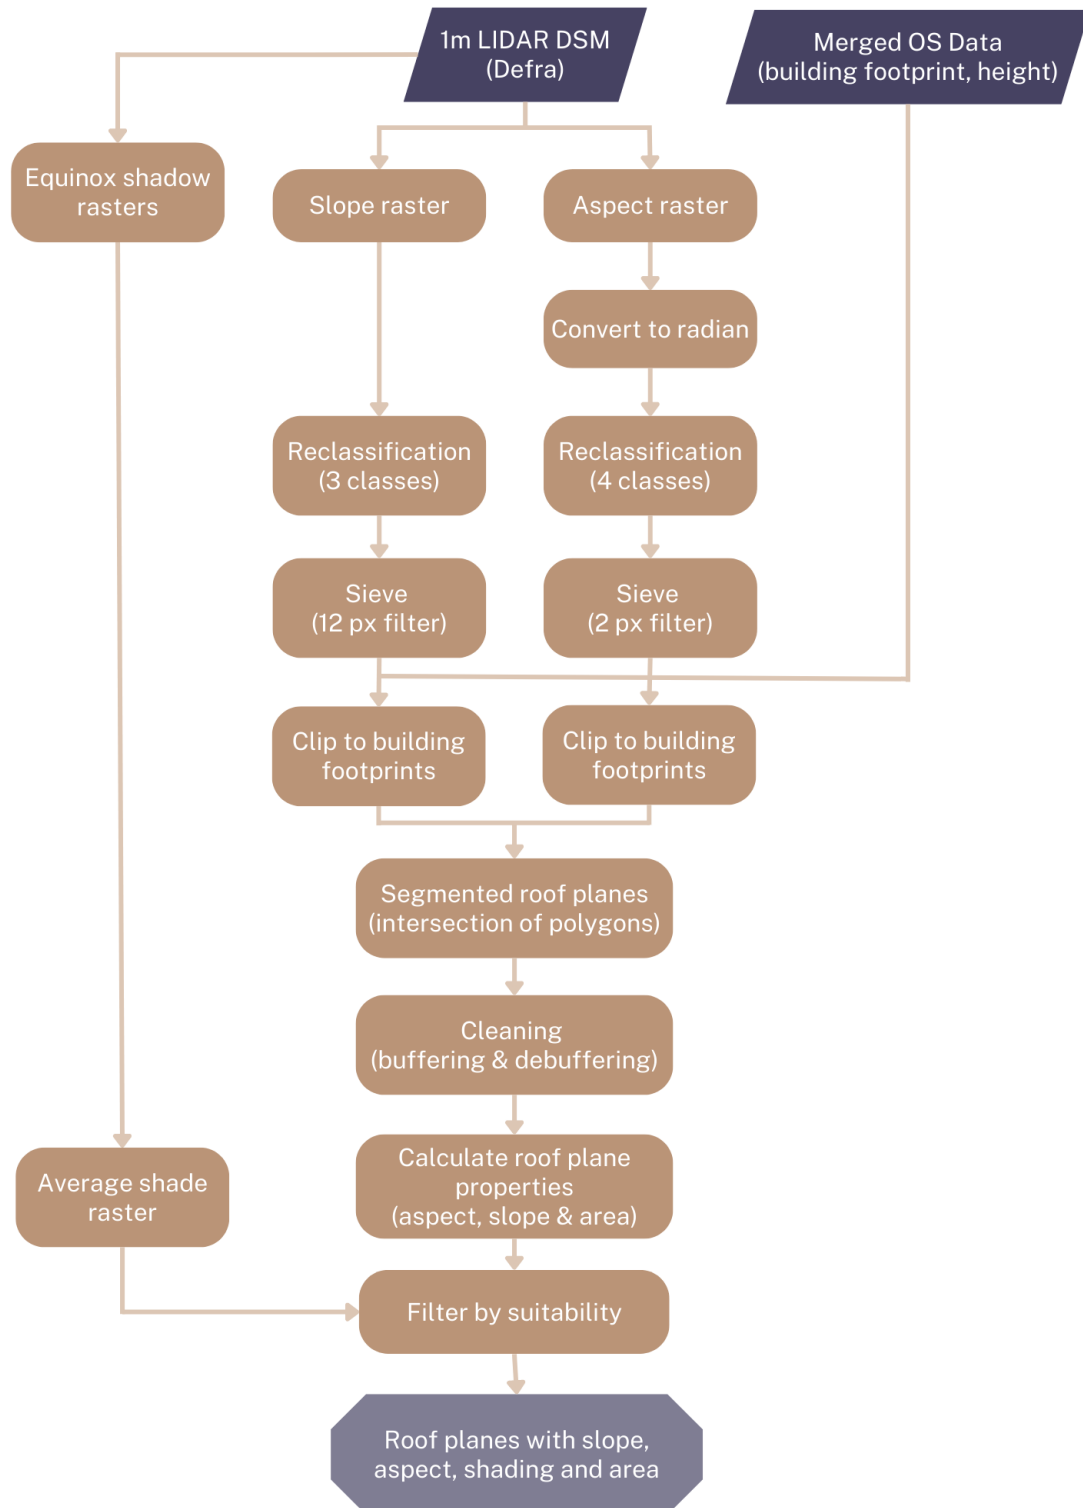 1m LIDAR DSM
(Defra)
Merged OS Data
(building footprint, height)
Equinox shadow
rasters
Slope raster
Aspect raster
Convert to radian
Reclassification
(3 classes)
Reclassification
(4 classes)
Sieve
(12 px filter)
Sieve
(2 px filter)
Clip to building
footprints
Clip to building
footprints
Segmented roof planes
(intersection of polygons)
Cleaning
(buffering & debuffering)
Calculate roof plane
properties
(aspect, slope & area)
Average shade
raster
Filter by suitability
Roof planes with slope,
aspect, shading and area